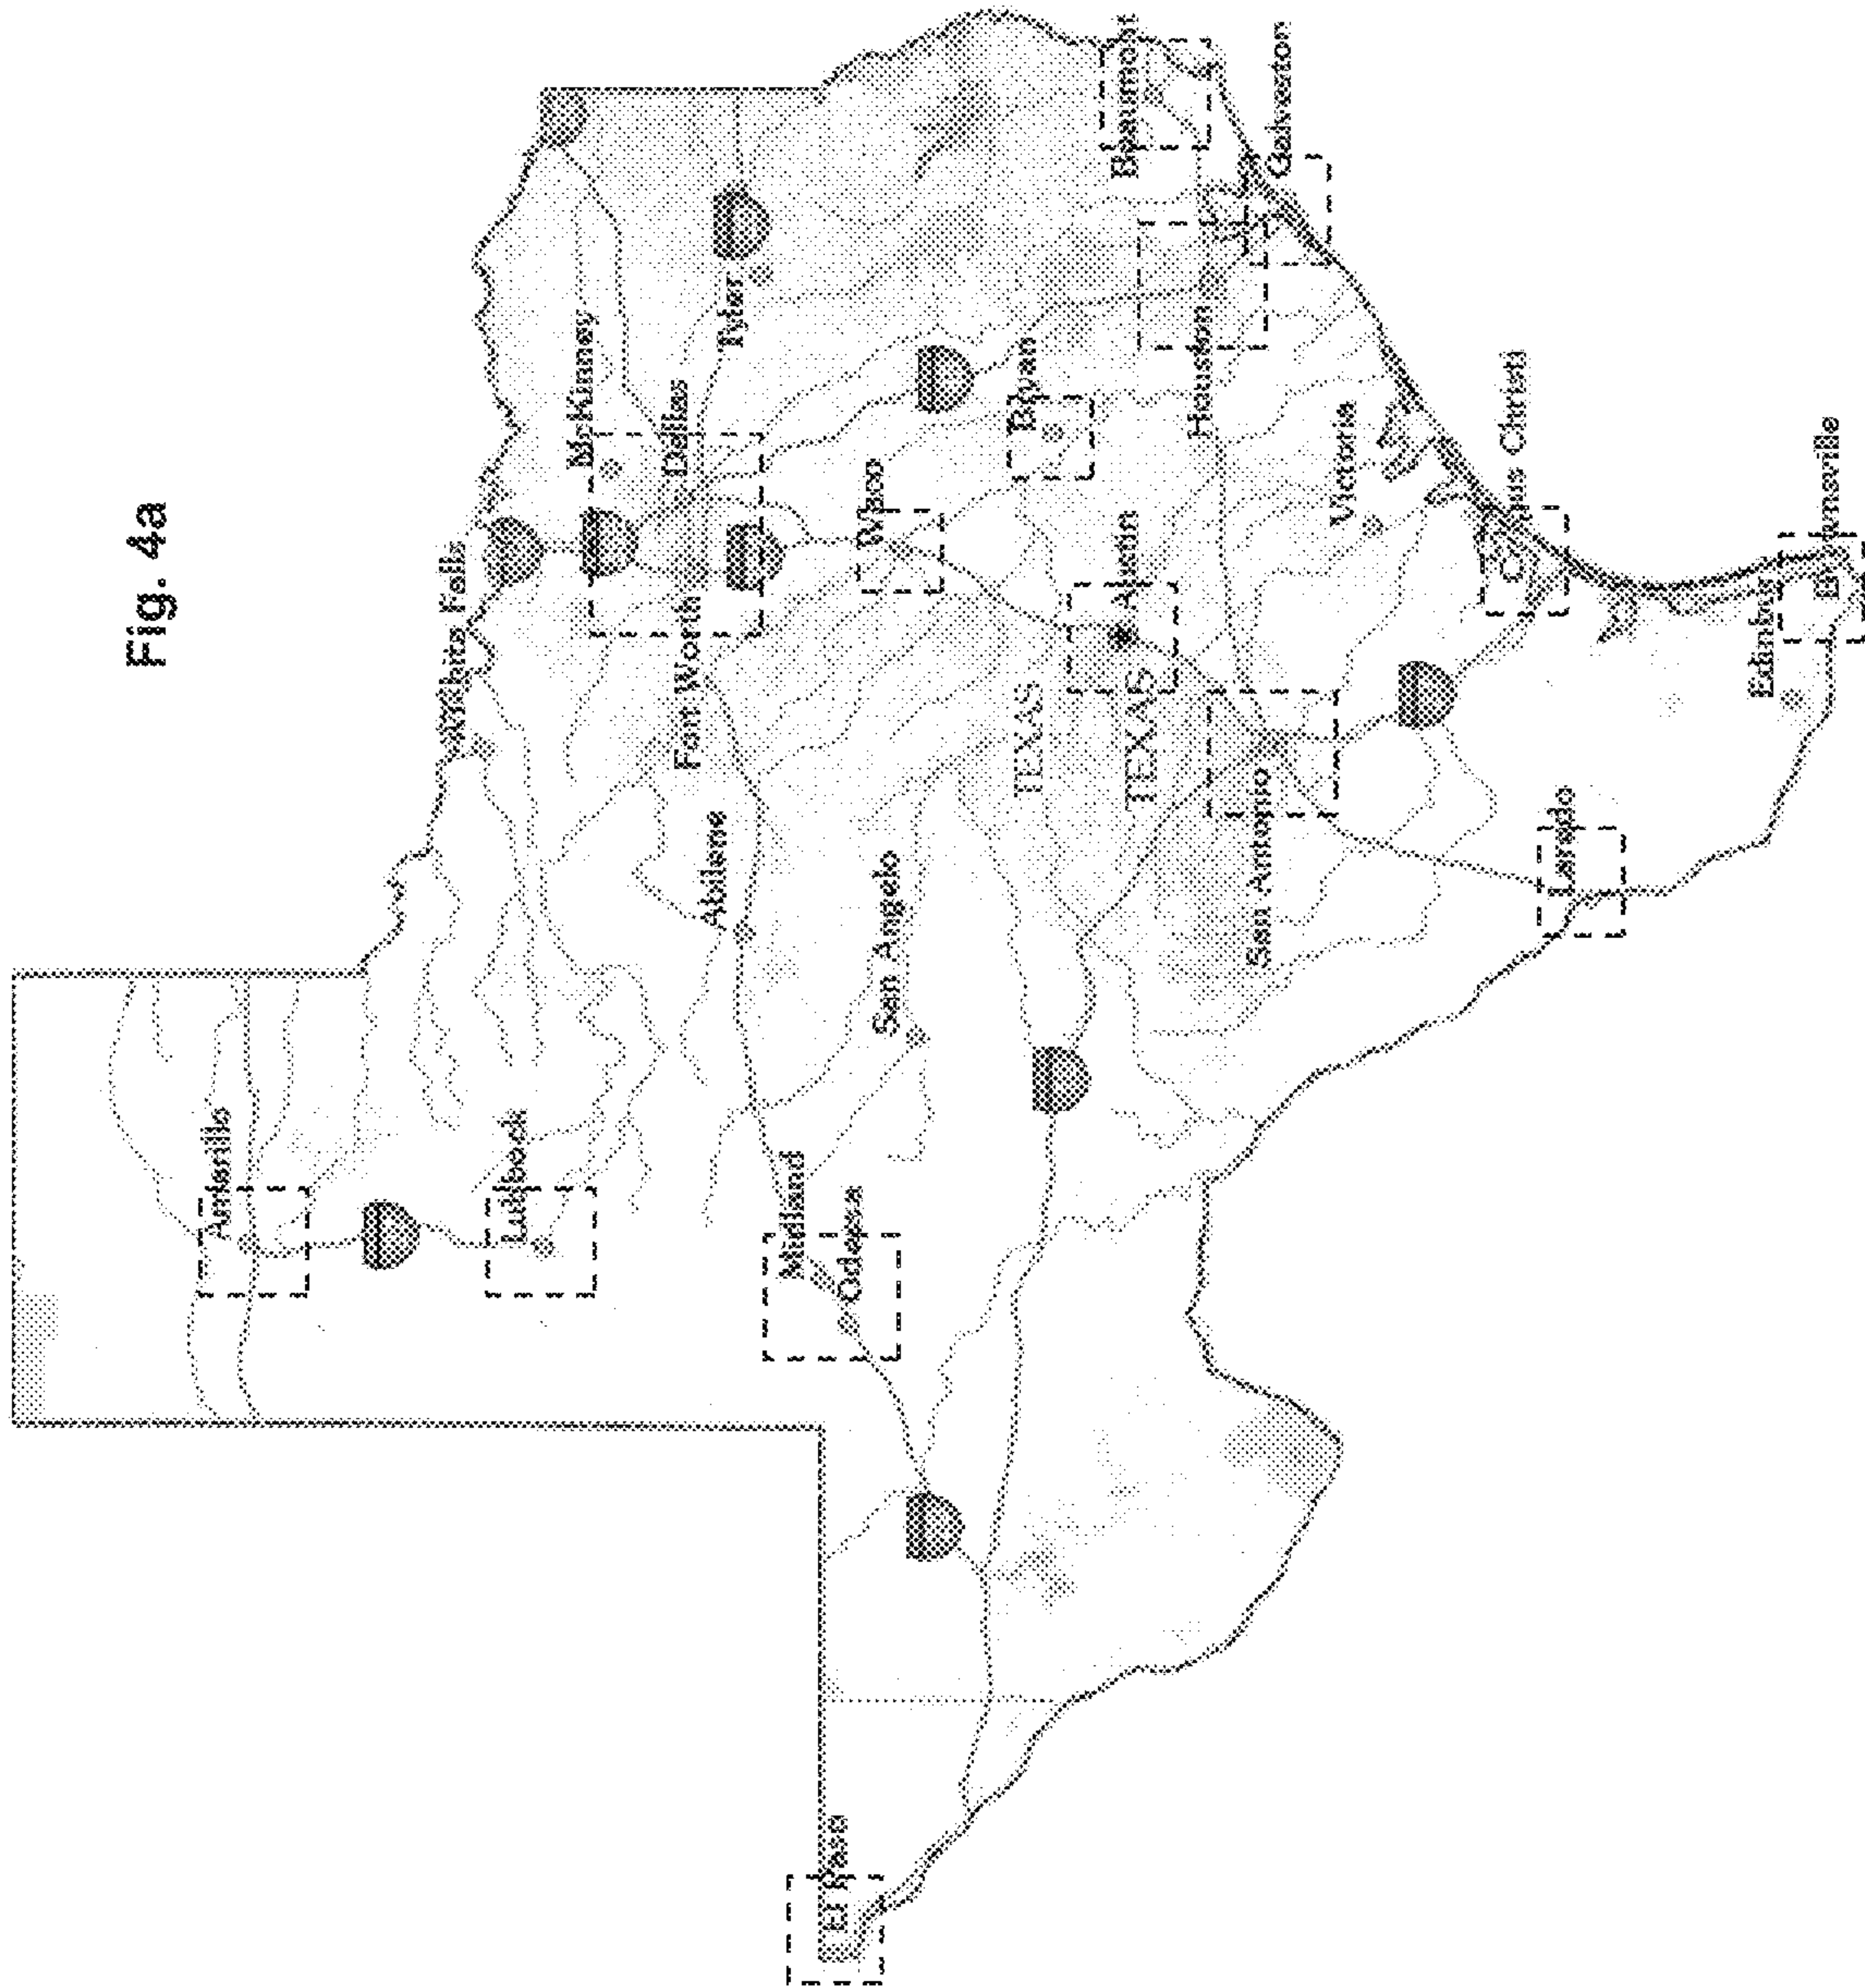 Fig. 4a
Amarillo
Lubbock
Wichita Falls
McKinney
Dallas
Fort Worth
Tyler
Abilene
Midland
Odessa
El Paso
San Angelo
Waco
Bryan
TEXAS
TEXAS
Austin
Beaumont
Houston
Galveston
San Antonio
Victoria
Corpus Christi
Laredo
Edinburg
Brownsville